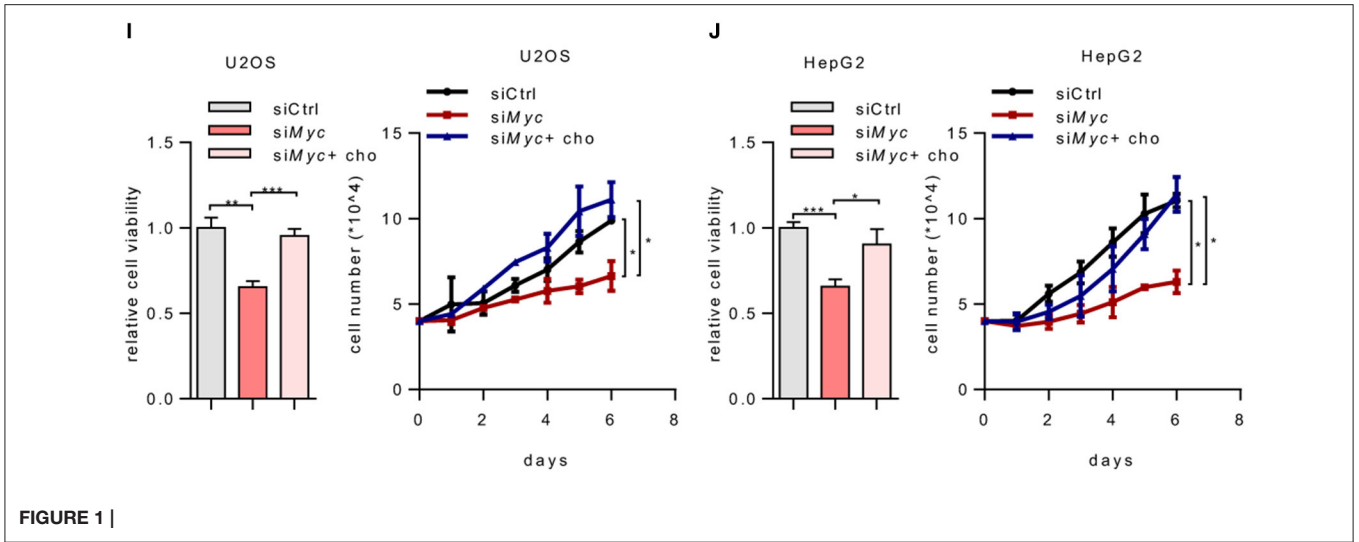 I
U2OS
siCtrl
siMyc
siMyc+ cho
relative cell viability
1.5
1.0
0.5
0.0
**
***
U2OS
siCtrl
siMyc
siMyc+ cho
cell number (*10^4)
15
10
5
0
0 2 4 6 8
days
*
*
J
HepG2
siCtrl
siMyc
siMyc+ cho
relative cell viability
1.5
1.0
0.5
0.0
***
*
HepG2
siCtrl
siMyc
siMyc+ cho
cell number (*10^4)
15
10
5
0
0 2 4 6 8
days
*
*
FIGURE 1 |